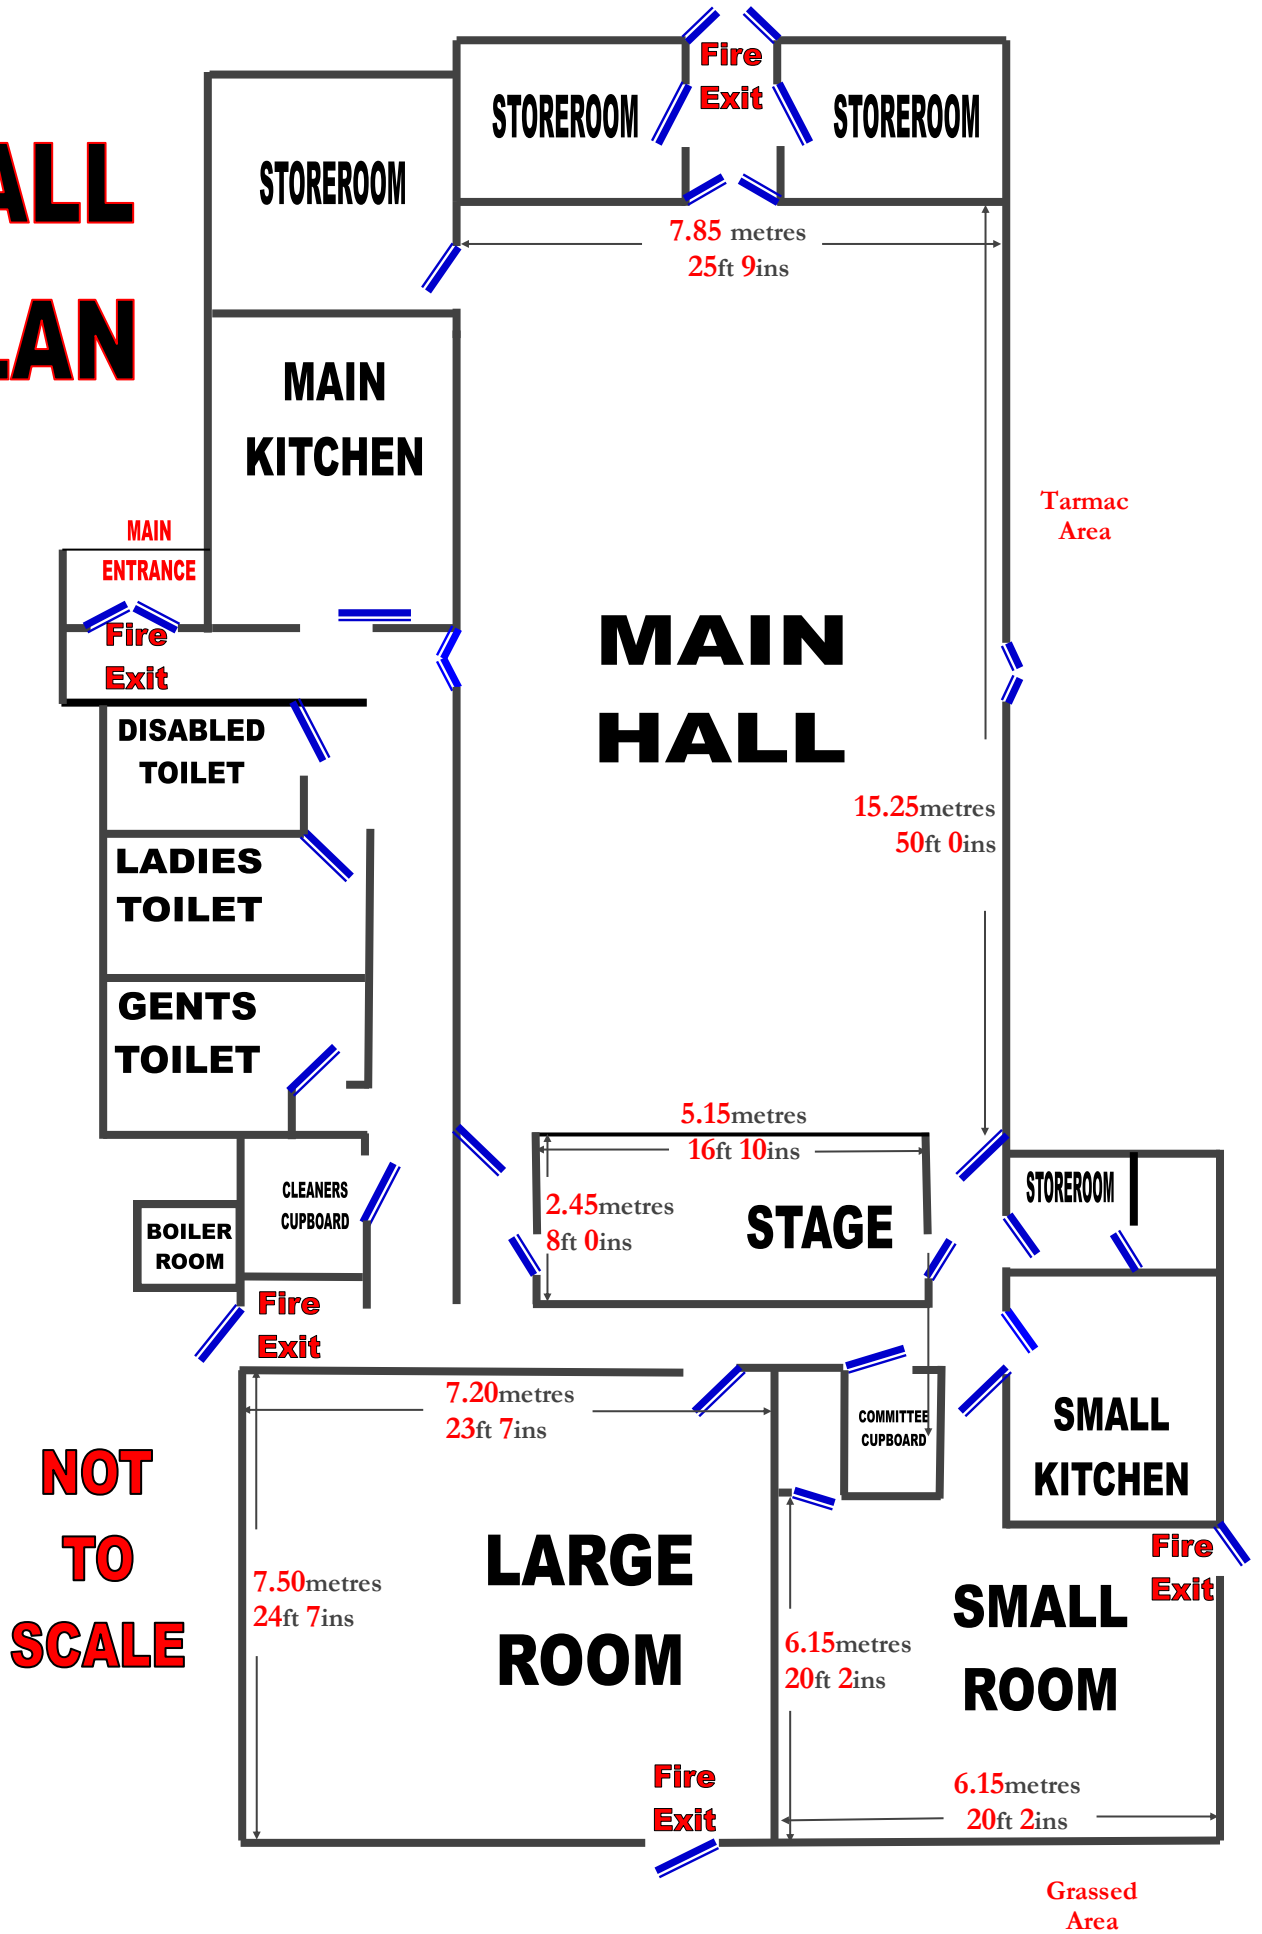 ALL
LAN
Fire
Exit
STOREROOM
STOREROOM
STOREROOM
7.85 metres
25ft 9ins
MAIN
KITCHEN
Tarmac
Area
MAIN
ENTRANCE
Fire
Exit
MAIN
HALL
DISABLED
TOILET
15.25metres
50ft 0ins
LADIES
TOILET
GENTS
TOILET
5.15metres
16ft 10ins
CLEANERS
CUPBOARD
2.45metres
8ft 0ins
STAGE
STOREROOM
BOILER
ROOM
Fire
Exit
7.20metres
23ft 7ins
COMMITTEE
CUPBOARD
SMALL
KITCHEN
NOT
TO
SCALE
LARGE
ROOM
7.50metres
24ft 7ins
Fire
Exit
SMALL
ROOM
6.15metres
20ft 2ins
Fire
Exit
6.15metres
20ft 2ins
Grassed
Area